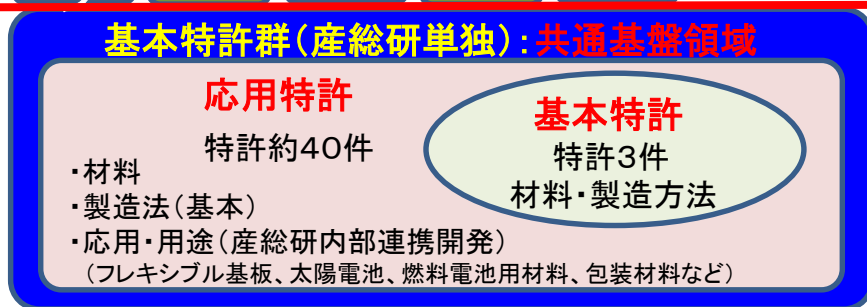 基本特許群(産総研単独):共通基盤領域
応用特許
特許約40件
・材料
・製造法(基本)
・応用・用途(産総研内部連携開発)
(フレキシブル基板、太陽電池、燃料電池用材料、包装材料など)
基本特許
特許3件
材料・製造方法